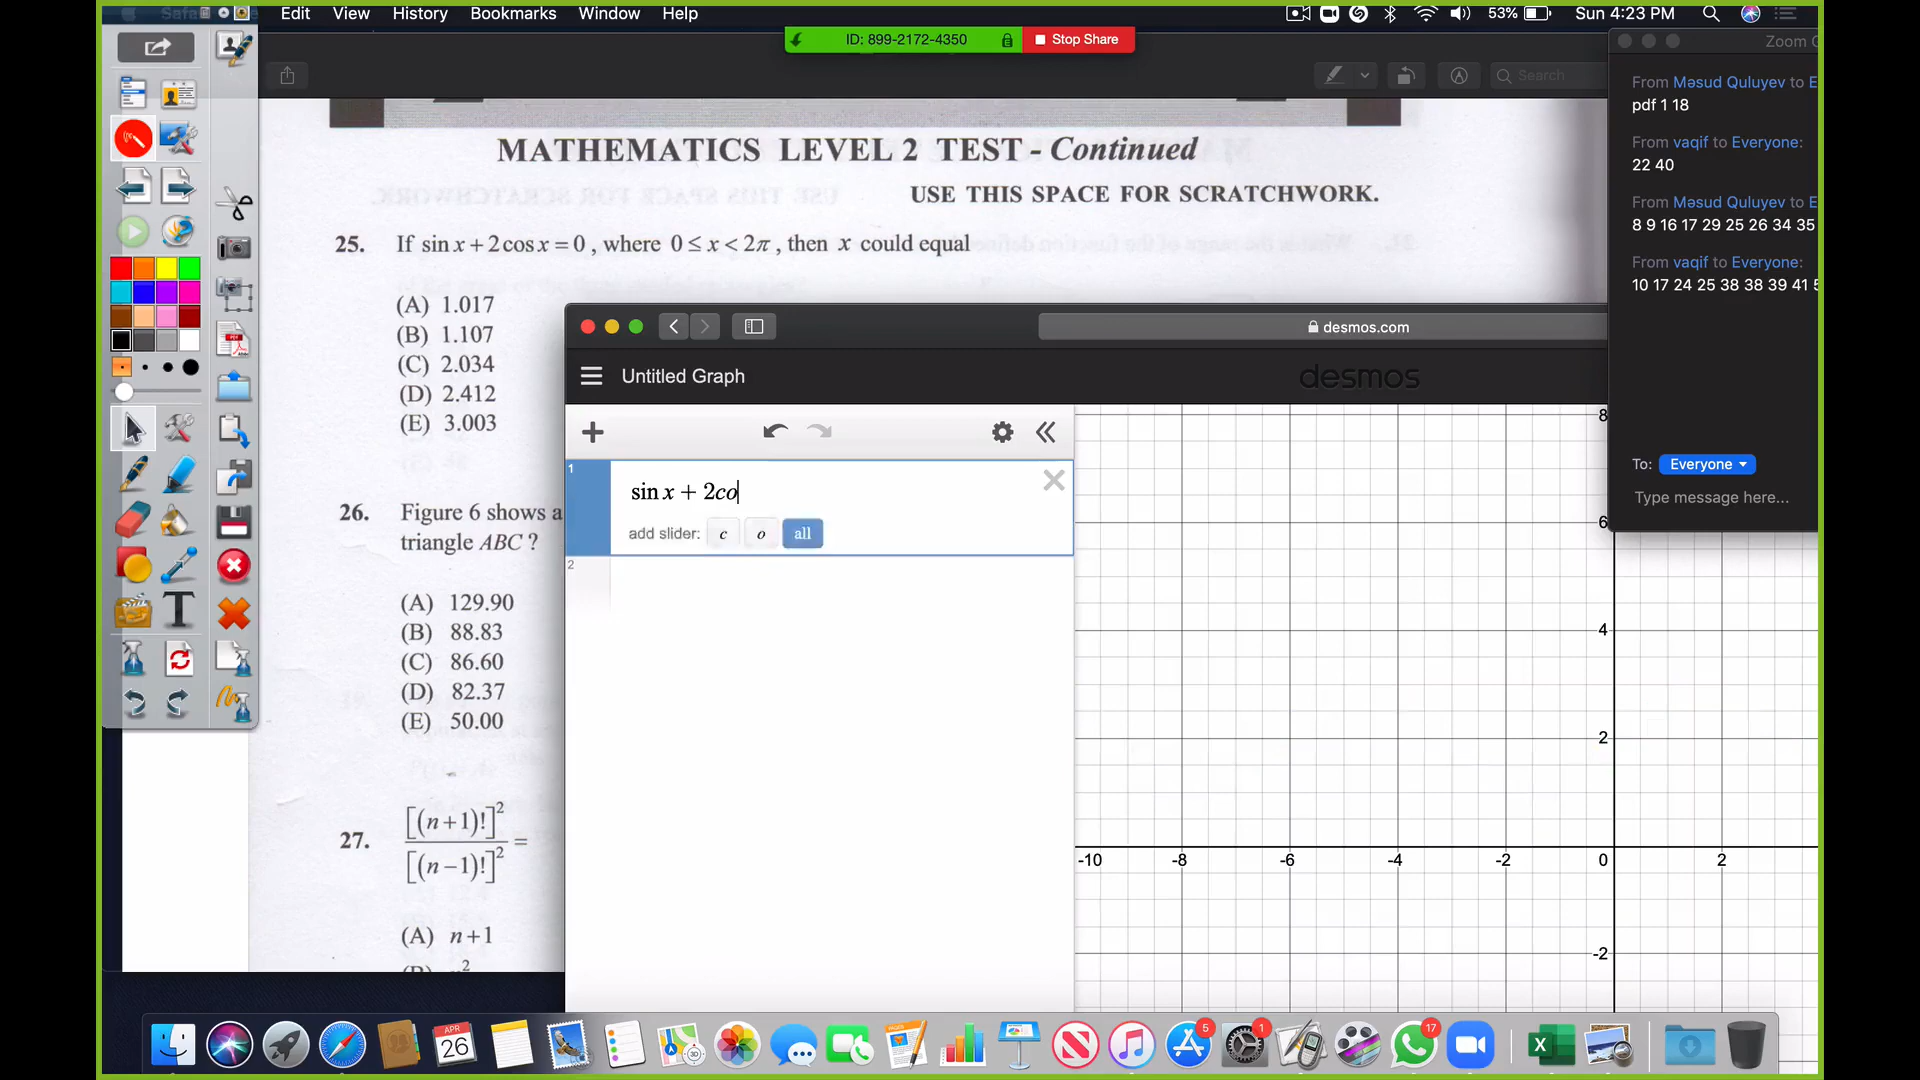 Edit View History Bookmarks Window Help
53% Sun 4:23 PM
ID: 899-2172-4350 Stop Share
Search
MATHEMATICS LEVEL 2 TEST - Continued
USE THIS SPACE FOR SCRATCHWORK.
25. If sin x + 2 cos x = 0 , where 0 ≤ x < 2π , then x could equal
(A) 1.017
(B) 1.107
(C) 2.034
(D) 2.412
(E) 3.003
26. Figure 6 shows a
triangle ABC ?
(A) 129.90
(B) 88.83
(C) 86.60
(D) 82.37
(E) 50.00
27. [(n+1)!]² / [(n−1)!]² =
(A) n+1
desmos.com
Untitled Graph
desmos
1
sin x + 2co
add slider: c o all
2
8
6
4
2
-10 -8 -6 -4 -2 0 2
-2
Zoom
From Məsud Quluyev to E
pdf 1 18
From vaqif to Everyone:
22 40
From Məsud Quluyev to E
8 9 16 17 29 25 26 34 35
From vaqif to Everyone:
10 17 24 25 38 38 39 41
To: Everyone
Type message here...
APR
26
5
1
17